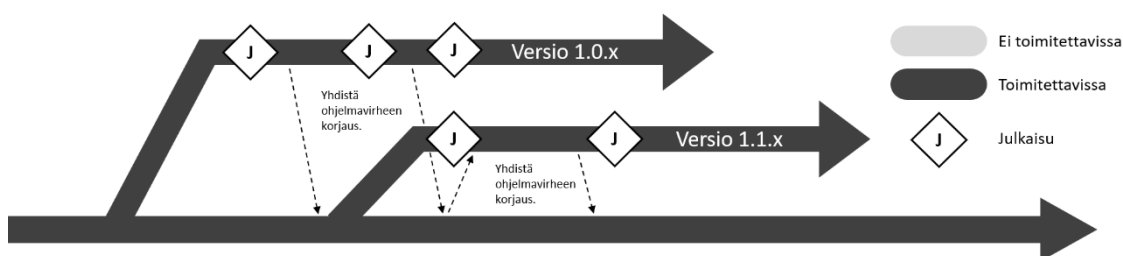 J
J
J
Versio 1.0.x
Ei toimitettavissa
Toimitettavissa
J
Julkaisu
Yhdistä
ohjelmavirheen
korjaus.
J
J
Versio 1.1.x
Yhdistä
ohjelmavirheen
korjaus.